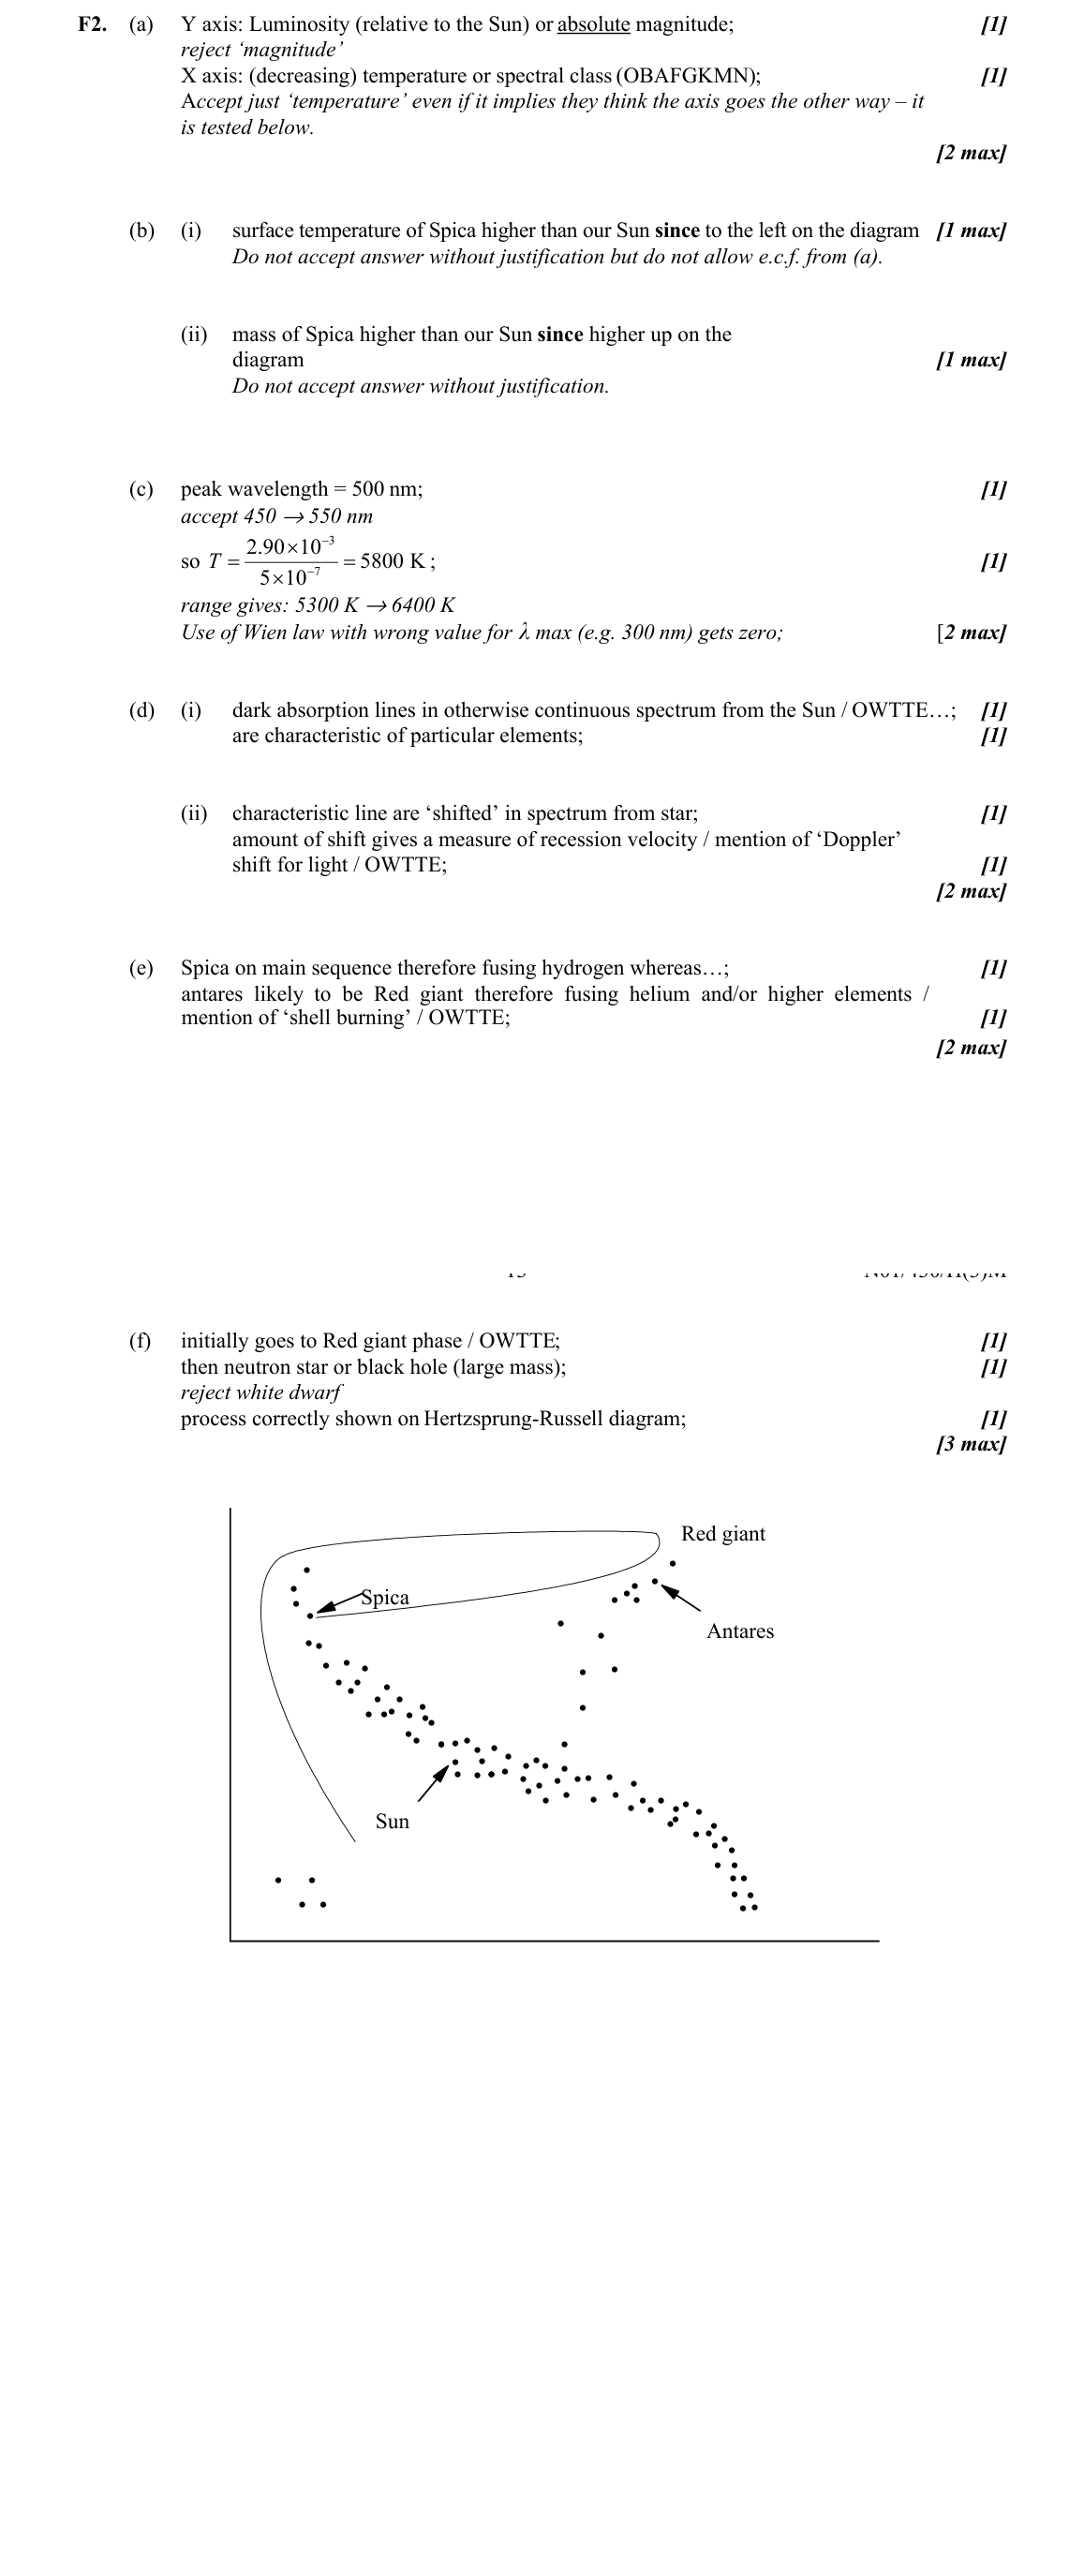 F2. (a) Y axis: Luminosity (relative to the Sun) or absolute magnitude; [1]
reject ‘magnitude’
X axis: (decreasing) temperature or spectral class (OBAFGKMN); [1]
Accept just ‘temperature’ even if it implies they think the axis goes the other way – it
is tested below.
[2 max]
(b) (i) surface temperature of Spica higher than our Sun since to the left on the diagram [1 max]
Do not accept answer without justification but do not allow e.c.f. from (a).
(ii) mass of Spica higher than our Sun since higher up on the
diagram [1 max]
Do not accept answer without justification.
(c) peak wavelength = 500 nm; [1]
accept 450 → 550 nm
so T = 2.90×10⁻³ / 5×10⁻⁷ = 5800 K ; [1]
range gives: 5300 K → 6400 K
Use of Wien law with wrong value for λ max (e.g. 300 nm) gets zero; [2 max]
(d) (i) dark absorption lines in otherwise continuous spectrum from the Sun / OWTTE…; [1]
are characteristic of particular elements; [1]
(ii) characteristic line are ‘shifted’ in spectrum from star; [1]
amount of shift gives a measure of recession velocity / mention of ‘Doppler’
shift for light / OWTTE; [1]
[2 max]
(e) Spica on main sequence therefore fusing hydrogen whereas…; [1]
antares likely to be Red giant therefore fusing helium and/or higher elements /
mention of ‘shell burning’ / OWTTE; [1]
[2 max]
(f) initially goes to Red giant phase / OWTTE; [1]
then neutron star or black hole (large mass); [1]
reject white dwarf
process correctly shown on Hertzsprung-Russell diagram; [1]
[3 max]
Red giant
Spica
Antares
Sun